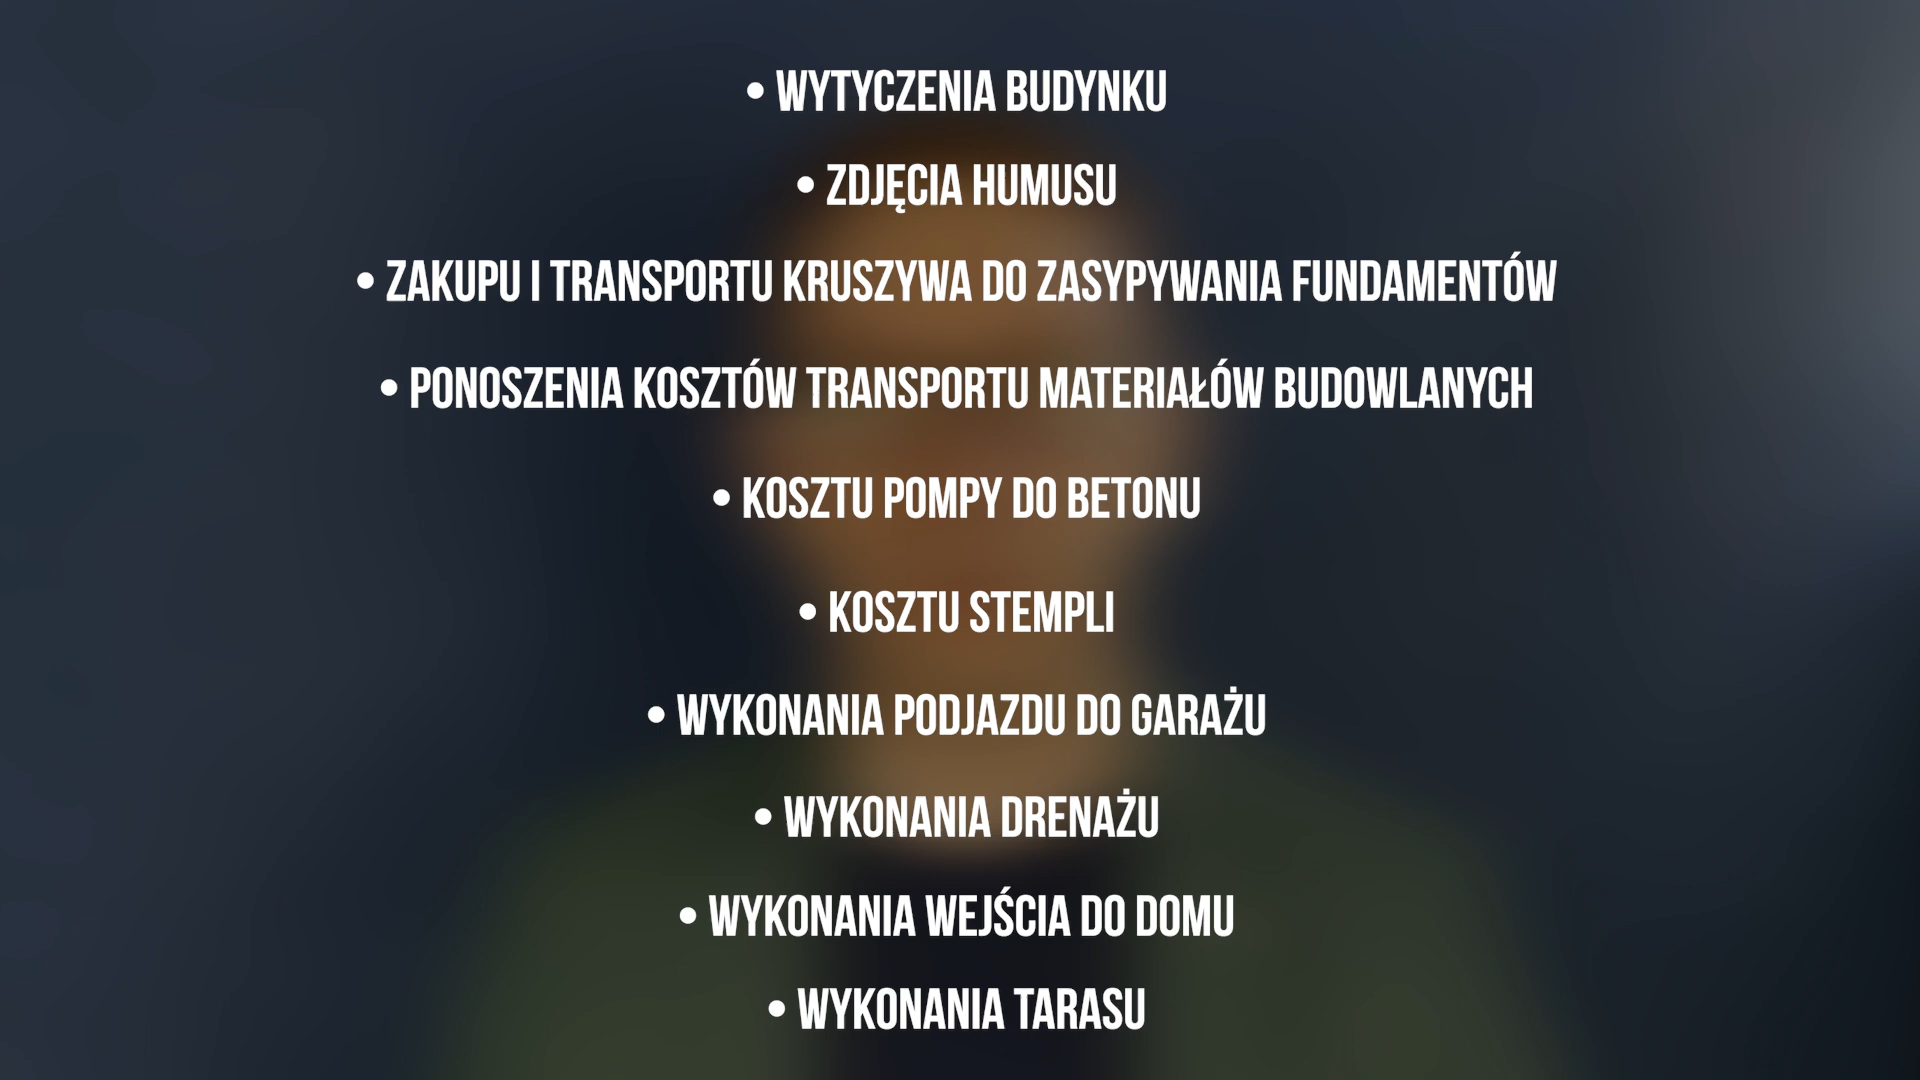 • WYTYCZENIA BUDYNKU
• ZDJĘCIA HUMUSU
• ZAKUPU I TRANSPORTU KRUSZYWA DO ZASYPYWANIA FUNDAMENTÓW
• PONOSZENIA KOSZTÓW TRANSPORTU MATERIAŁÓW BUDOWLANYCH
• KOSZTU POMPY DO BETONU
• KOSZTU STEMPLI
• WYKONANIA PODJAZDU DO GARAŻU
• WYKONANIA DRENAŻU
• WYKONANIA WEJŚCIA DO DOMU
• WYKONANIA TARASU